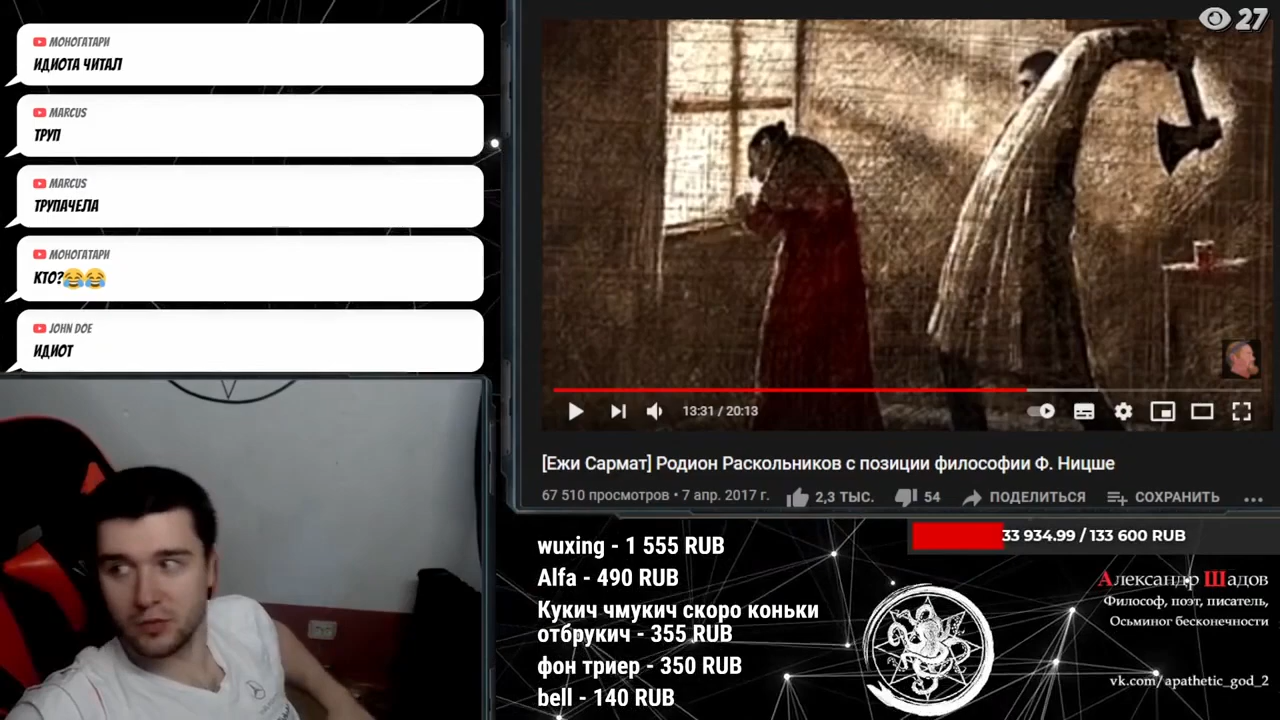 МОНОГАТАРИ
ИДИОТА ЧИТАЛ
MARCUS
ТРУП
MARCUS
ТРУПАЧЕЛА
МОНОГАТАРИ
КТО?😂😂
JOHN DOE
ИДИОТ
27
13:31 / 20:13
[Ежи Сармат] Родион Раскольников с позиции философии Ф. Ницше
67 510 просмотров • 7 апр. 2017 г.
2,3 ТЫС.
54
ПОДЕЛИТЬСЯ
СОХРАНИТЬ
wuxing - 1 555 RUB
Alfa - 490 RUB
Кукич чмукич скоро коньки
отбрукич - 355 RUB
фон триер - 350 RUB
bell - 140 RUB
33 934.99 / 133 600 RUB
Александр Шадов
Философ, поэт, писатель,
Осьминог бесконечности
vk.com/apathetic_god_2